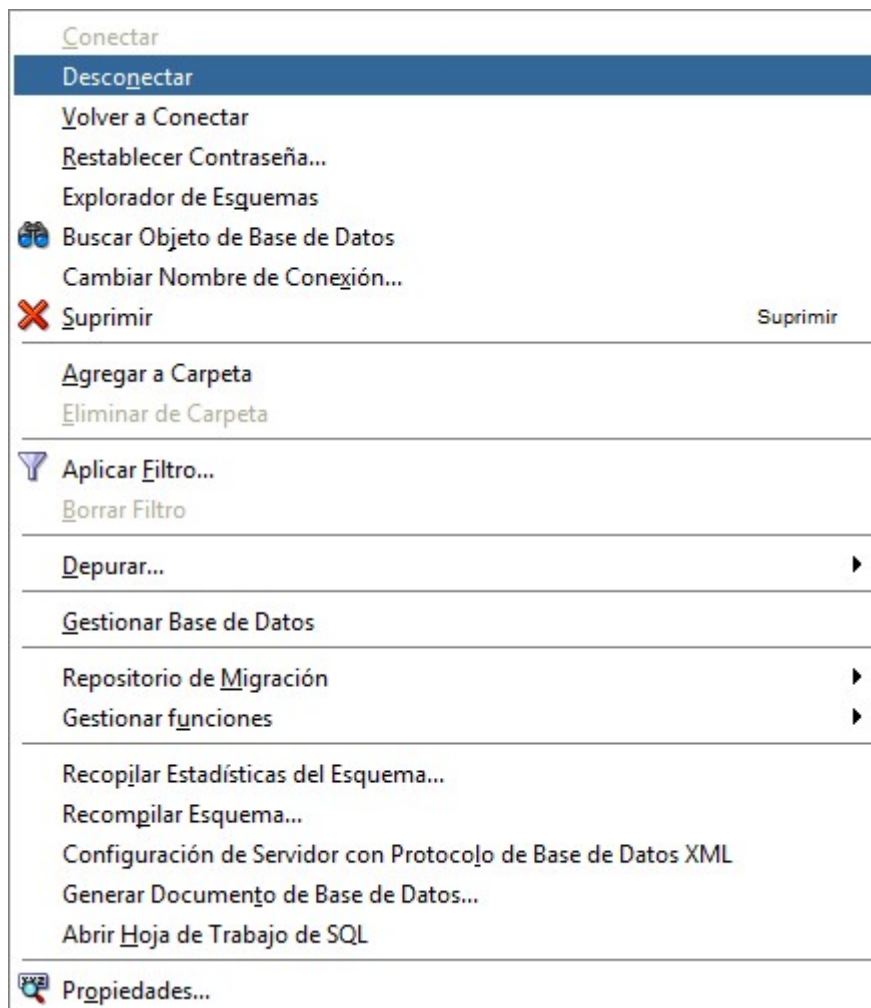 Conectar
Desconectar
Volver a Conectar
Restablecer Contraseña...
Explorador de Esquemas
Buscar Objeto de Base de Datos
Cambiar Nombre de Conexión...
Suprimir Suprimir
Agregar a Carpeta
Eliminar de Carpeta
Aplicar Filtro...
Borrar Filtro
Depurar...
Gestionar Base de Datos
Repositorio de Migración
Gestionar funciones
Recopilar Estadísticas del Esquema...
Recompilar Esquema...
Configuración de Servidor con Protocolo de Base de Datos XML
Generar Documento de Base de Datos...
Abrir Hoja de Trabajo de SQL
Propiedades...